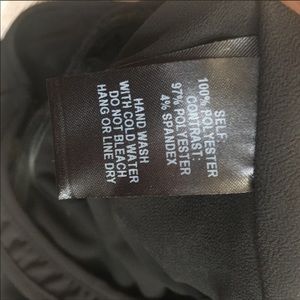 SELF
100% POLYESTER
CONTRAST:
97% POLYESTER
4% SPANDEX
HAND WASH
WITH COLD WATER
DO NOT BLEACH
HANG OR LINE DRY